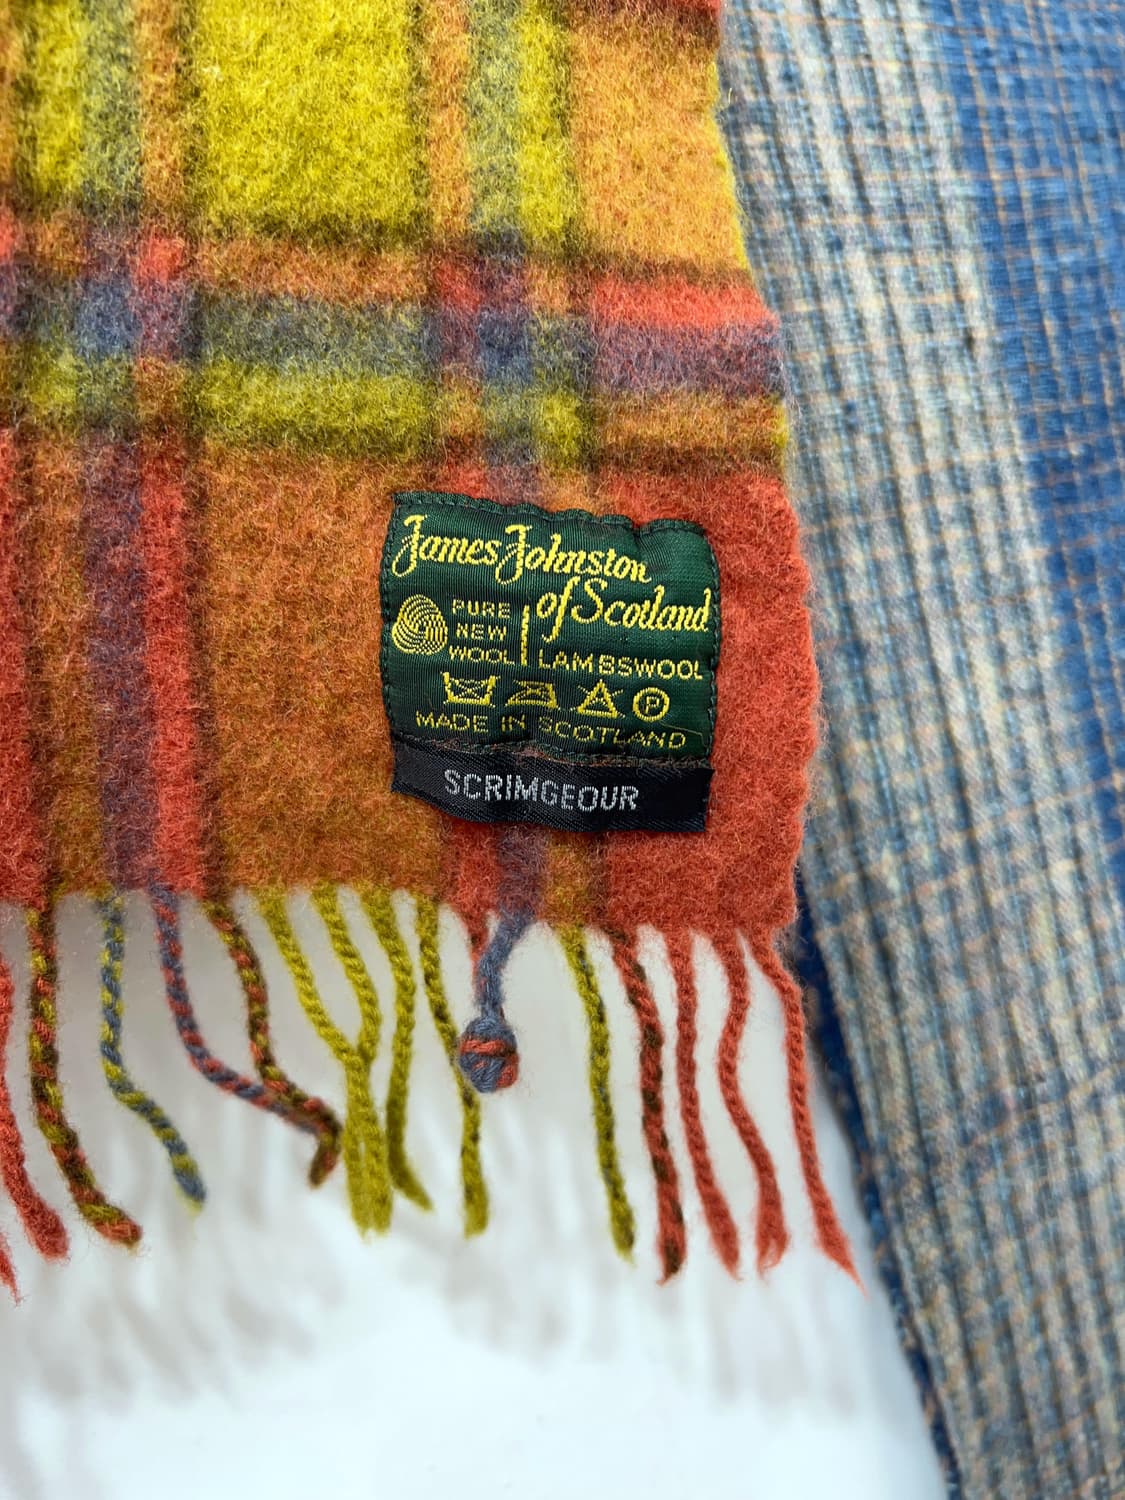 James Johnston
of Scotland
PURE
NEW
WOOL
LAMBSWOOL
P
MADE IN SCOTLAND
SCRIMGEOUR